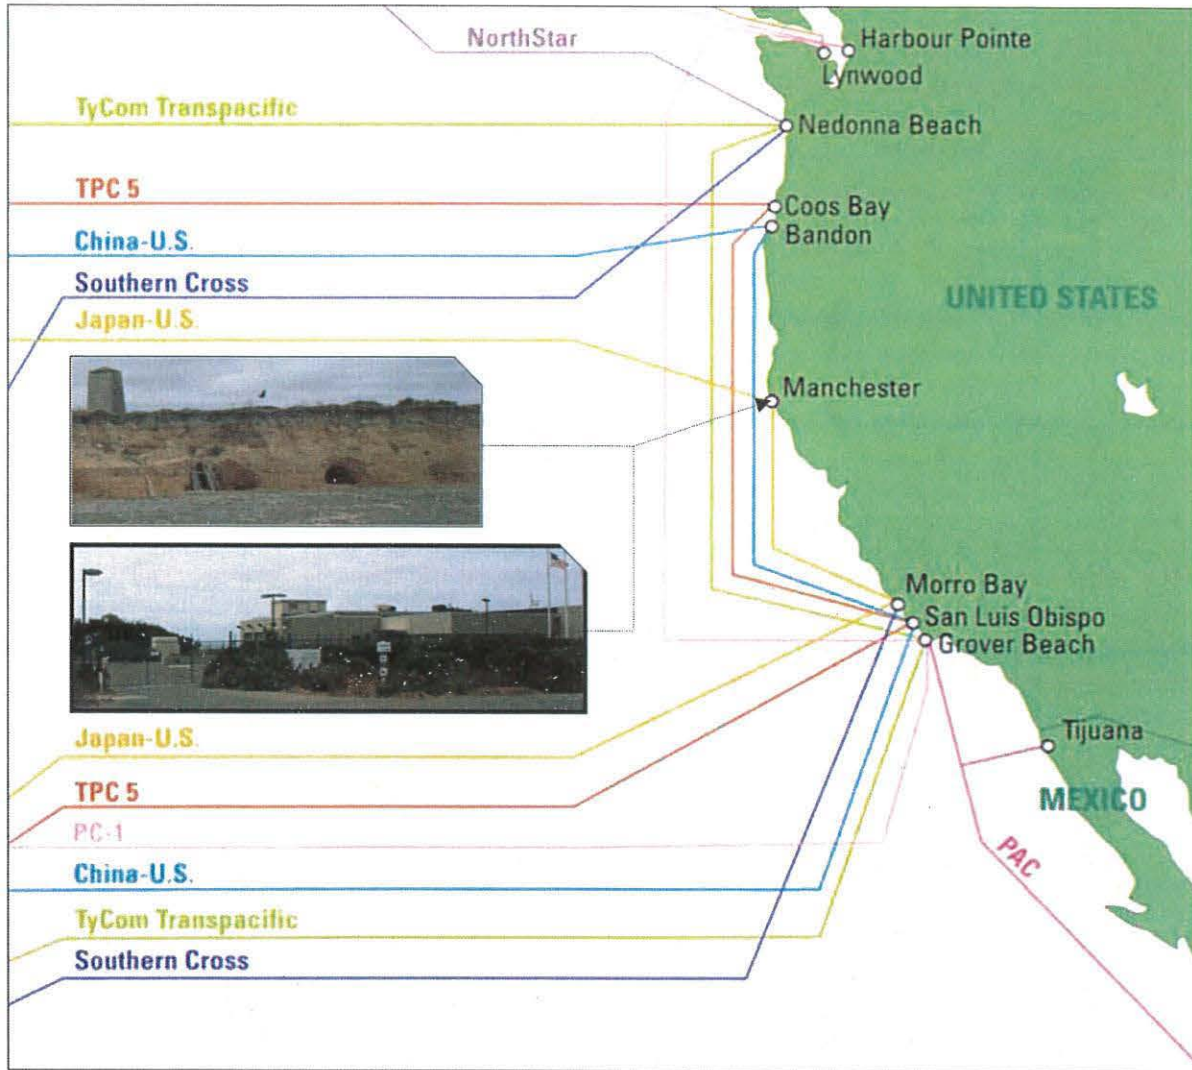 NorthStar
Harbour Pointe
Lynwood
TyCom Transpacific
Nedonna Beach
TPC 5
Coos Bay
China-U.S.
Bandon
Southern Cross
UNITED STATES
Japan-U.S.
Manchester
Morro Bay
San Luis Obispo
Grover Beach
Tijuana
Japan-U.S.
TPC 5
MEXICO
PC-1
PAC
China-U.S.
TyCom Transpacific
Southern Cross